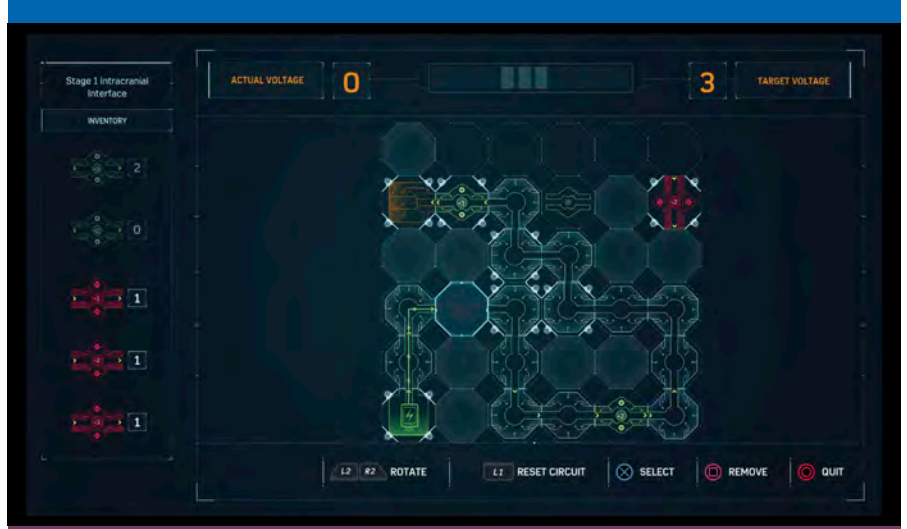 Stage 1 Intracranial
Interface
INVENTORY
2
0
1
1
1
ACTUAL VOLTAGE
0
3
TARGET VOLTAGE
L2 R2 ROTATE
L1 RESET CIRCUIT
SELECT
REMOVE
QUIT